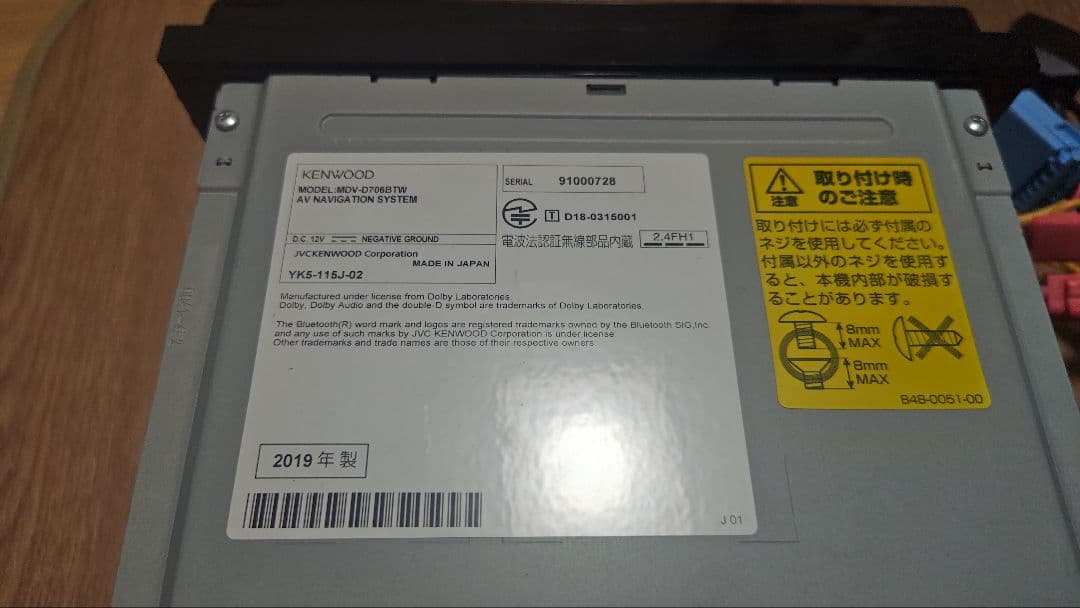 KENWOOD
MODEL:MDV-D706BTW
AV NAVIGATION SYSTEM
D.C. 12V NEGATIVE GROUND
JVCKENWOOD Corporation
MADE IN JAPAN
YK5-115J-02
SERIAL 91000728
T D18-0315001
電波法認証無線部品内蔵 2.4FH1
Manufactured under license from Dolby Laboratories.
Dolby, Dolby Audio and the double-D symbol are trademarks of Dolby Laboratories.
The Bluetooth(R) word mark and logos are registered trademarks owned by the Bluetooth SIG,Inc.
and any use of such marks by JVC KENWOOD Corporation is under license.
Other trademarks and trade names are those of their respective owners.
2019年製
J 01
注意
取り付け時
のご注意
取り付けには必ず付属の
ネジを使用してください。
付属以外のネジを使用す
ると、本機内部が破損す
ることがあります。
8mm
MAX
8mm
MAX
B4B-0051-00